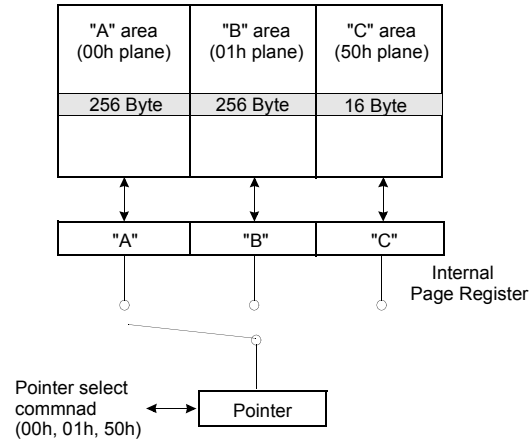 "A" area "B" area "C" area
(00h plane) (01h plane) (50h plane)
256 Byte 256 Byte 16 Byte
"A" "B" "C"
Internal
Page Register
Pointer select
commnad
(00h, 01h, 50h)
Pointer